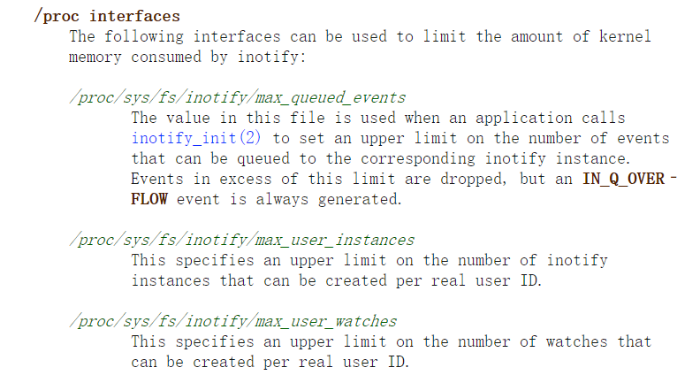 /proc interfaces
The following interfaces can be used to limit the amount of kernel
memory consumed by inotify:
/proc/sys/fs/inotify/max_queued_events
The value in this file is used when an application calls
inotify_init(2) to set an upper limit on the number of events
that can be queued to the corresponding inotify instance.
Events in excess of this limit are dropped, but an IN_Q_OVER‐
FLOW event is always generated.
/proc/sys/fs/inotify/max_user_instances
This specifies an upper limit on the number of inotify
instances that can be created per real user ID.
/proc/sys/fs/inotify/max_user_watches
This specifies an upper limit on the number of watches that
can be created per real user ID.